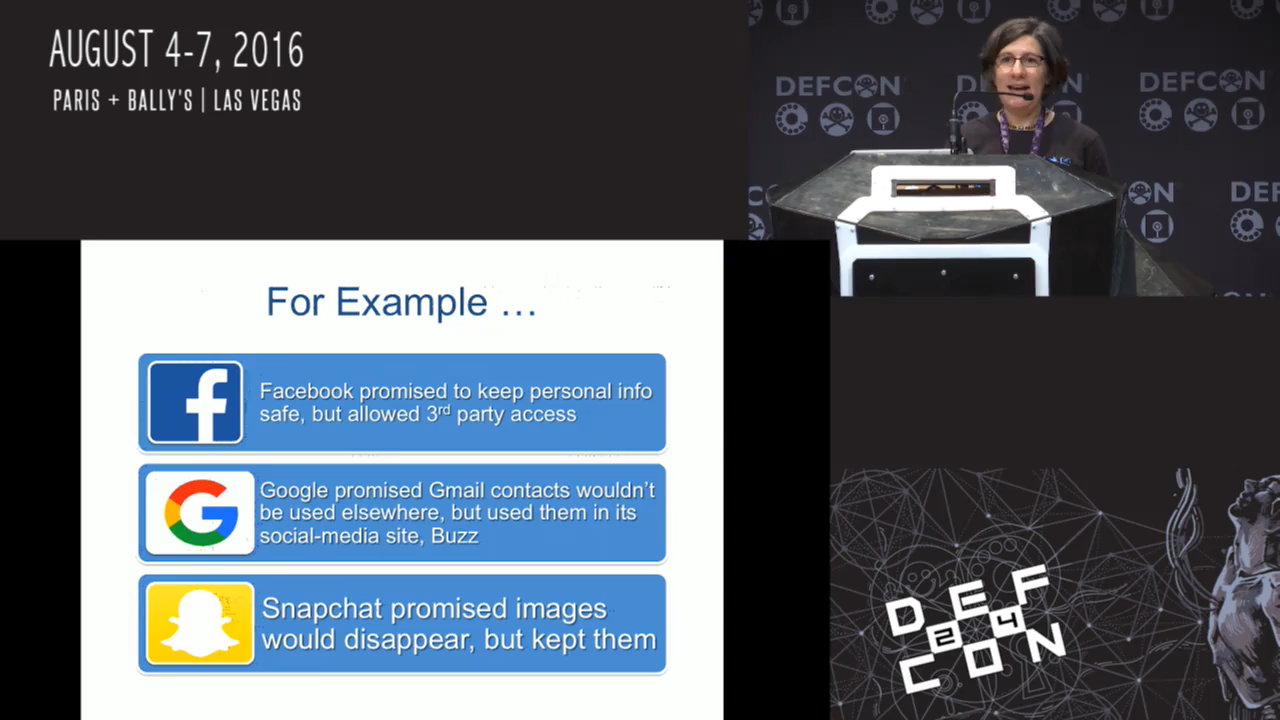 AUGUST 4-7, 2016
PARIS + BALLY'S | LAS VEGAS
DEFCON
DEFCON
DEFCON
DEFCON
DEF
For Example …
Facebook promised to keep personal info
safe, but allowed 3rd party access
Google promised Gmail contacts wouldn't
be used elsewhere, but used them in its
social-media site, Buzz
Snapchat promised images
would disappear, but kept them
DEF
24
CON